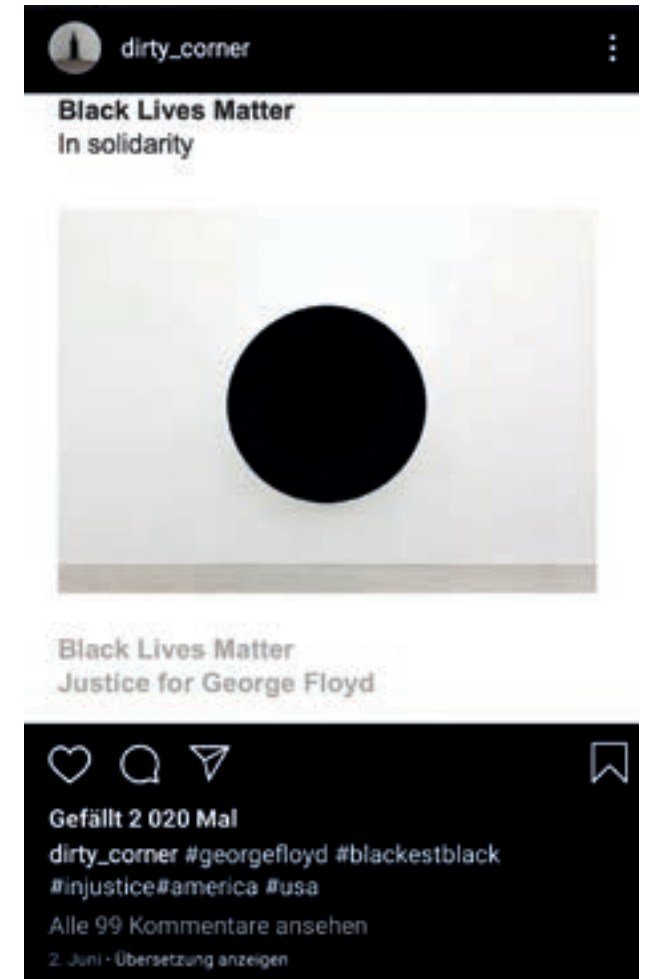 dirty_corner
Black Lives Matter
In solidarity
Black Lives Matter
Justice for George Floyd
Gefällt 2 020 Mal
dirty_corner #georgefloyd #blackestblack
#injustice#america #usa
Alle 99 Kommentare ansehen
2. Juni · Übersetzung anzeigen